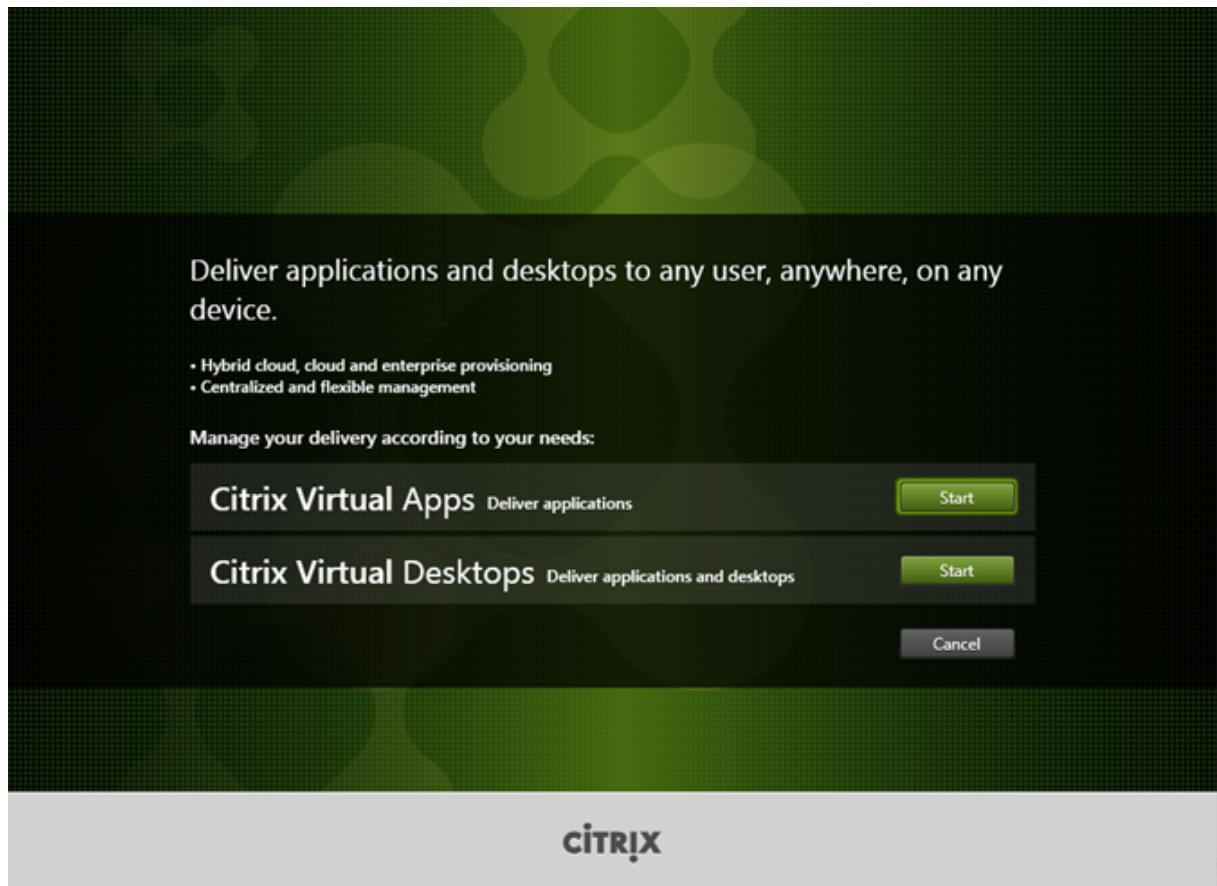 Deliver applications and desktops to any user, anywhere, on any
device.
• Hybrid cloud, cloud and enterprise provisioning
• Centralized and flexible management
Manage your delivery according to your needs:
Citrix Virtual Apps Deliver applications Start
Citrix Virtual Desktops Deliver applications and desktops Start
Cancel
CİTRỊX